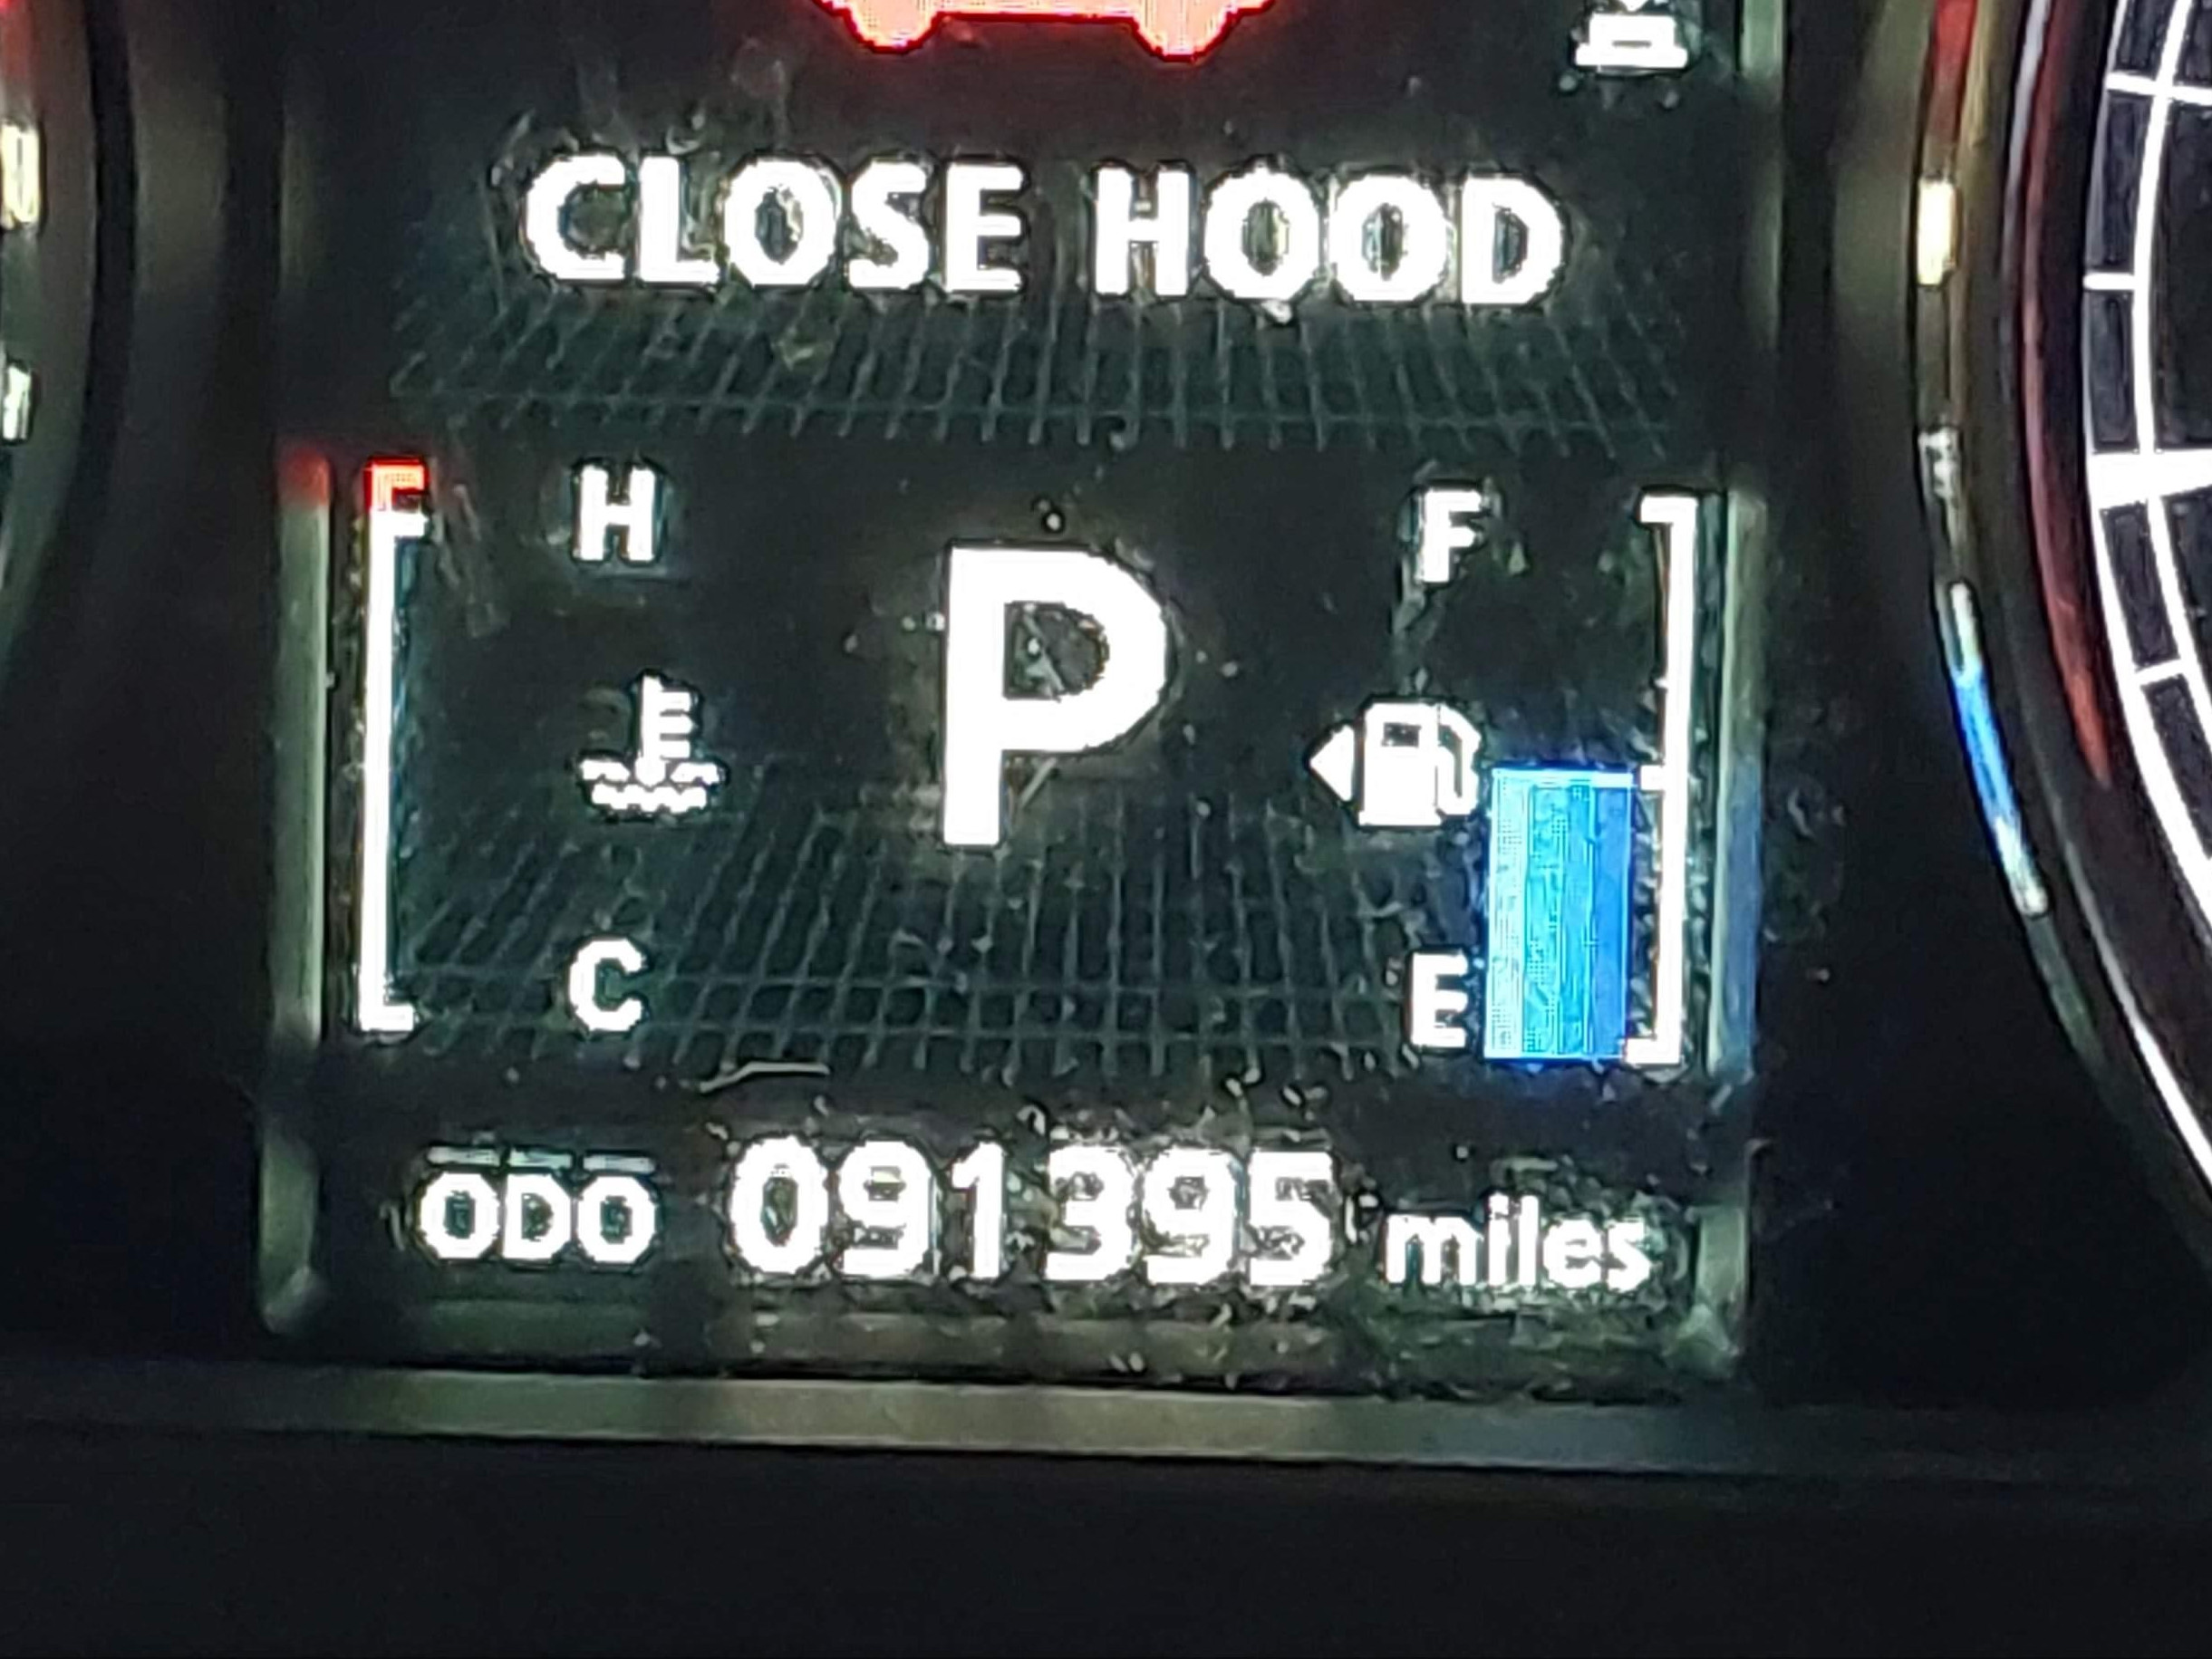 CLOSE HOOD
H F
P
C E
ODO 091395 miles